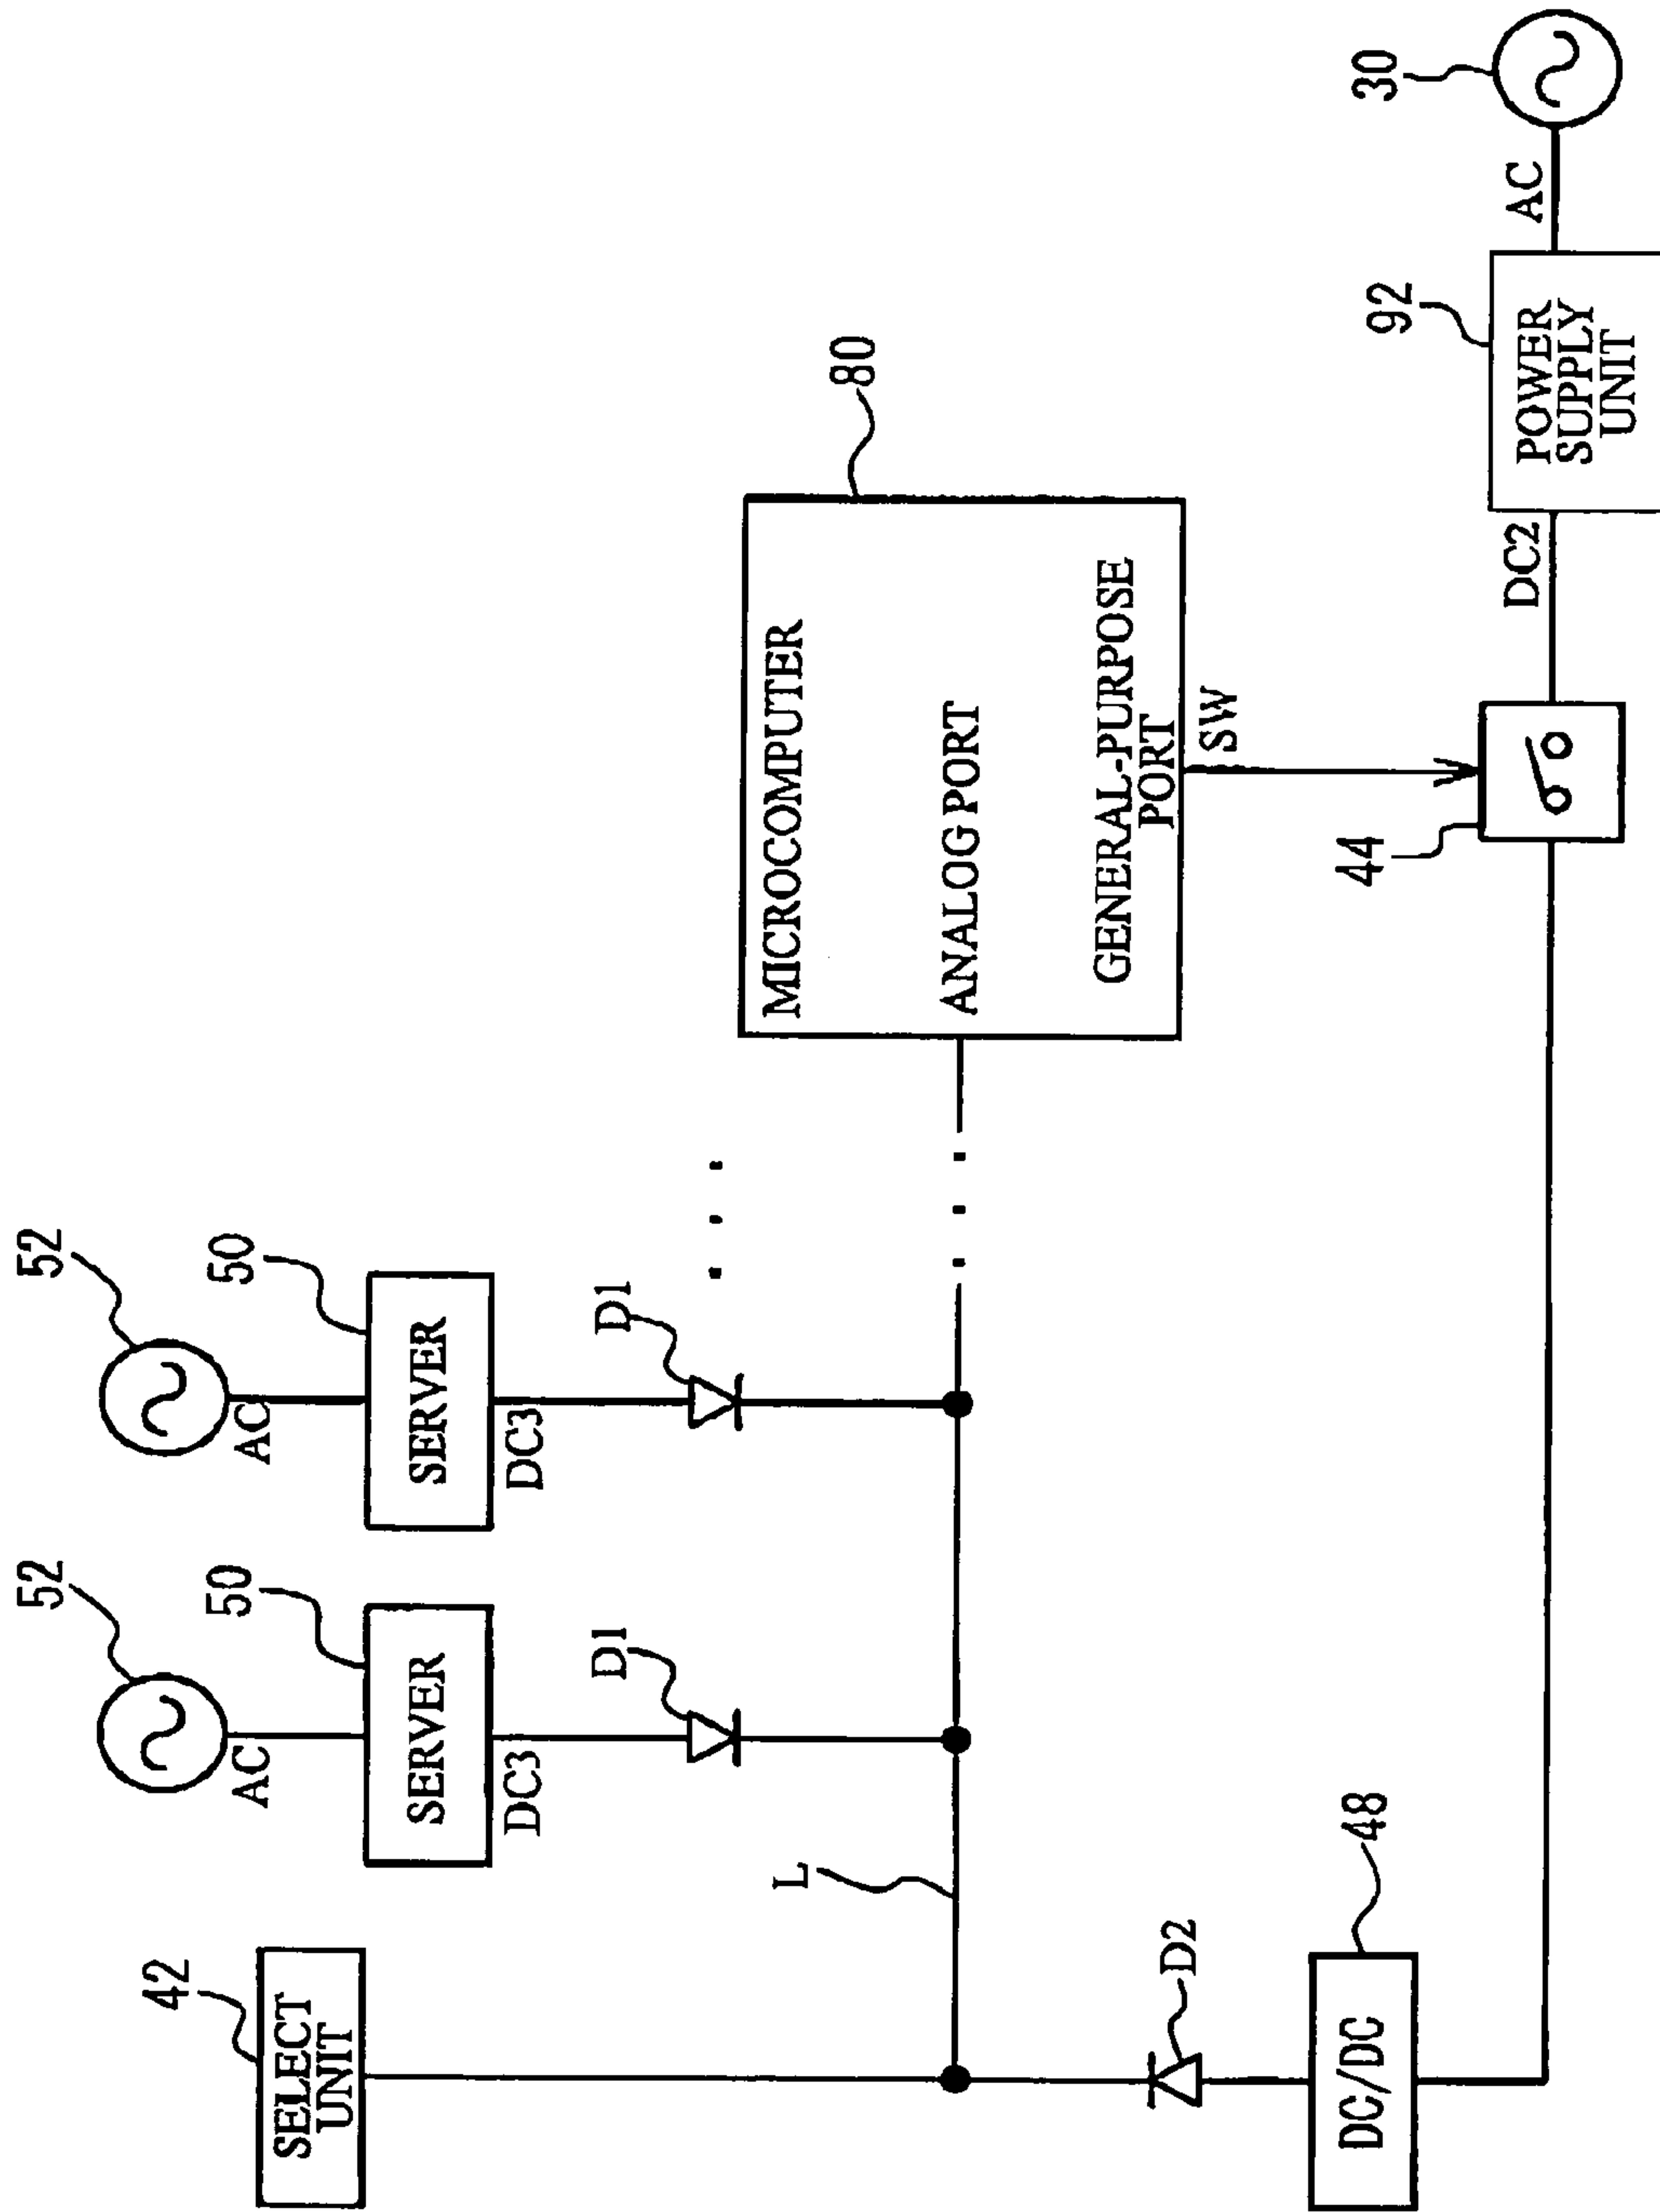 52
52
AC
AC
42
50
50
SELECT
UNIT
SERVER
SERVER
DC3
DC3
D1
D1
L
MICROCOMPUTER
80
ANALOG PORT
GENERAL-PURPOSE
PORT
SW
D2
48
DC/DC
44
DC2
92
POWER
SUPPLY
UNIT
AC
30